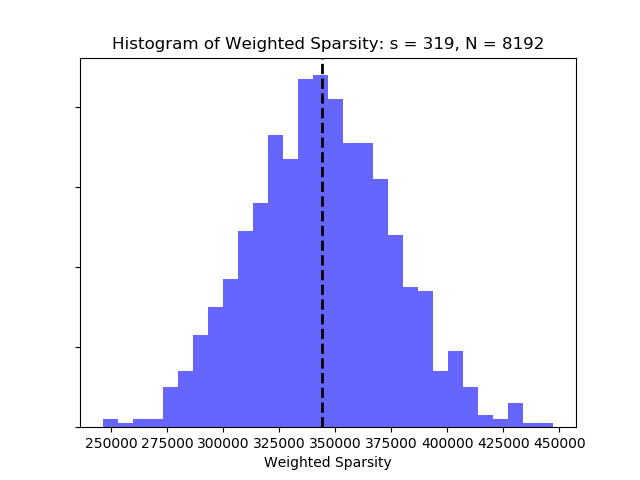 Histogram of Weighted Sparsity: s = 319, N = 8192
250000 275000 300000 325000 350000 375000 400000 425000 450000
Weighted Sparsity